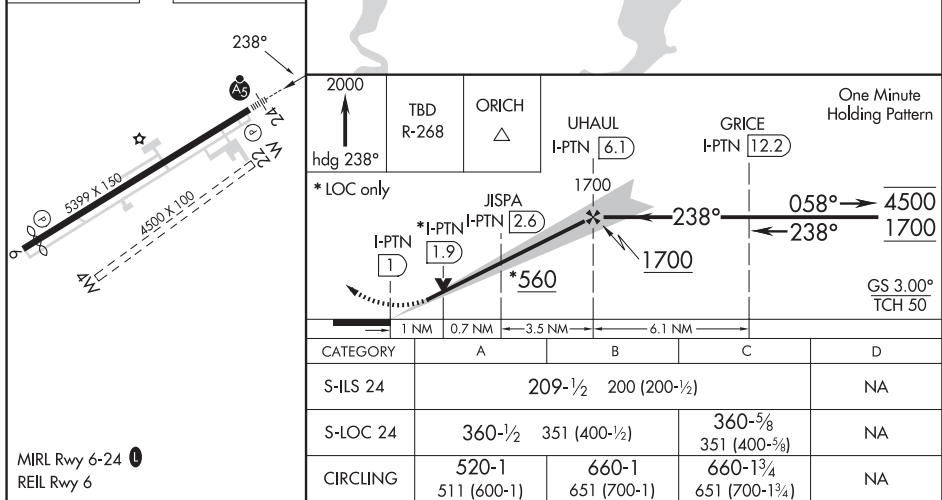 238°
A5
24
P
22
W
5399 X 150
4500 X 100
P
6
4W
MIRL Rwy 6-24 L
REIL Rwy 6
2000
hdg 238°
TBD
R-268
ORICH
One Minute
Holding Pattern
* LOC only
UHAUL
I-PTN 6.1
GRICE
I-PTN 12.2
1700
JISPA
I-PTN 2.6
*I-PTN
1.9
I-PTN
1
238°
058°
238°
4500
1700
1700
*560
GS 3.00°
TCH 50
1 NM 0.7 NM 3.5 NM 6.1 NM
CATEGORY A B C D
S-ILS 24 209-½ 200 (200-½) NA
S-LOC 24 360-½ 351 (400-½) 360-⅝ 351 (400-⅝) NA
CIRCLING 520-1 511 (600-1) 660-1 651 (700-1) 660-1¾ 651 (700-1¾) NA